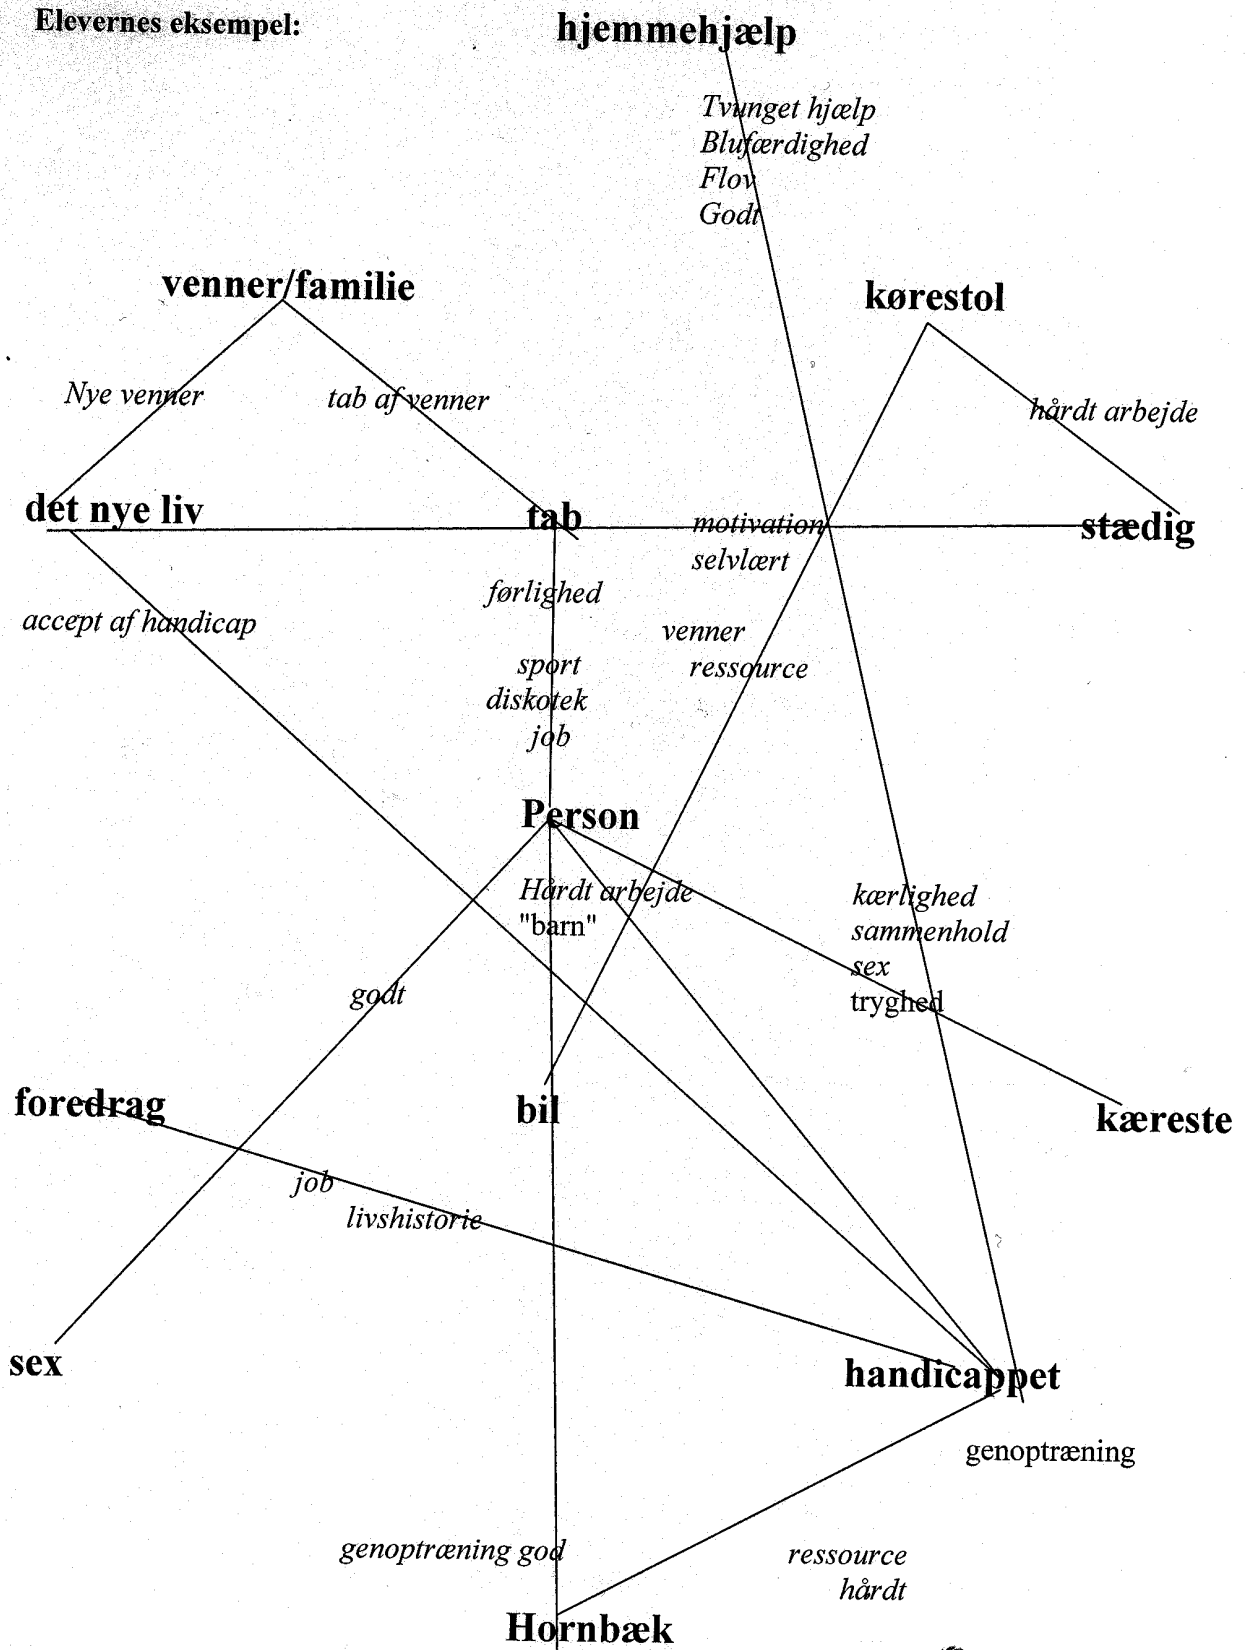 Elevernes eksempel:
hjemmehjælp
Tvunget hjælp
Blufærdighed
Flov
Godt
venner/familie
kørestol
Nye venner
tab af venner
hårdt arbejde
det nye liv
tab
motivation
stædig
selvlært
førlighed
accept af handicap
venner
sport
ressource
diskotek
job
Person
Hårdt arbejde
"barn"
kærlighed
sammenhold
sex
tryghed
godt
foredrag
bil
kæreste
job
livshistorie
sex
handicappet
genoptræning
genoptræning god
ressource
hårdt
Hornbæk